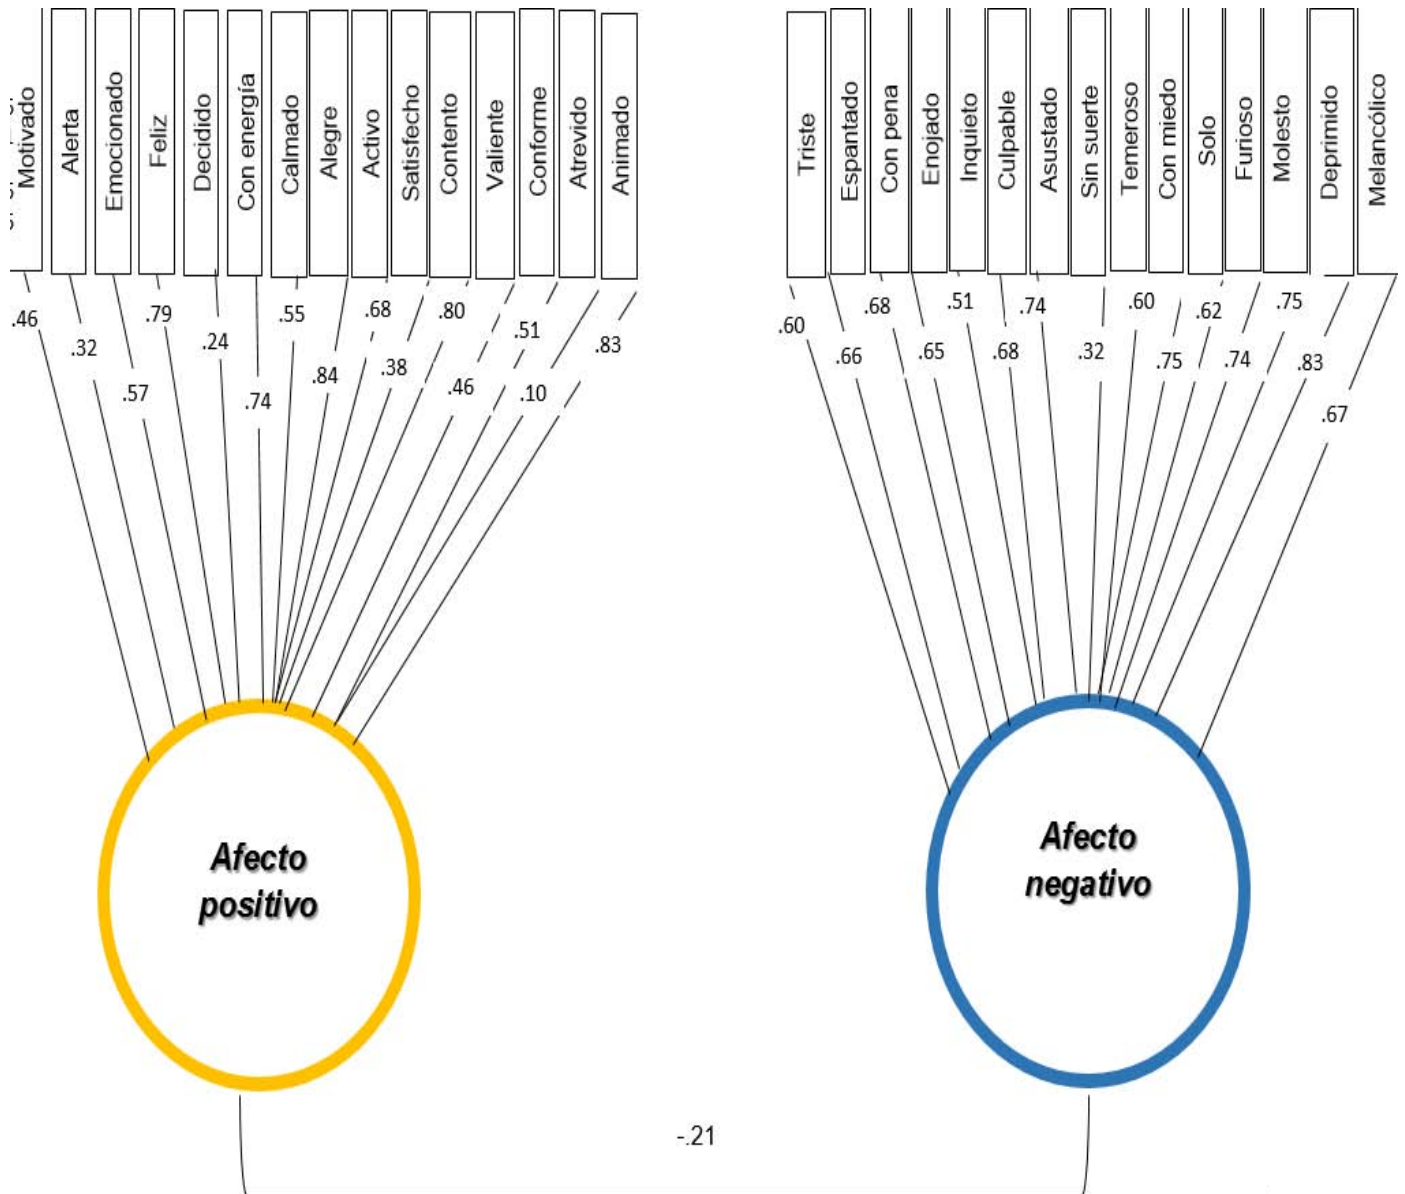 Motivado
Alerta
Emocionado
Feliz
Decidido
Con energía
Calmado
Alegre
Activo
Satisfecho
Contento
Valiente
Conforme
Atrevido
Animado
Triste
Espantado
Con pena
Enojado
Inquieto
Culpable
Asustado
Sin suerte
Temeroso
Con miedo
Solo
Furioso
Molesto
Deprimido
Melancólico
.46
.32
.57
.79
.24
.74
.55
.84
.68
.38
.80
.46
.51
.10
.83
.60
.66
.68
.65
.51
.68
.74
.32
.60
.75
.62
.74
.75
.83
.67
Afecto
positivo
Afecto
negativo
-.21